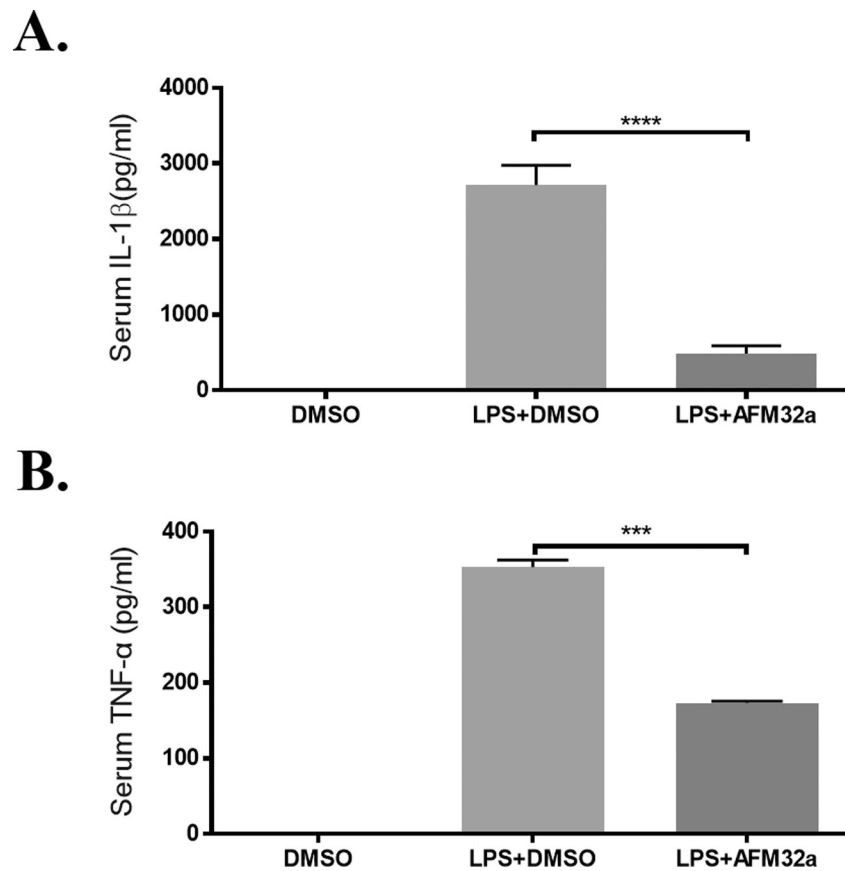 A.
Serum IL-1β(pg/ml)
4000
3000
2000
1000
0
****
DMSO
LPS+DMSO
LPS+AFM32a
B.
Serum TNF-α (pg/ml)
400
300
200
100
0
***
DMSO
LPS+DMSO
LPS+AFM32a